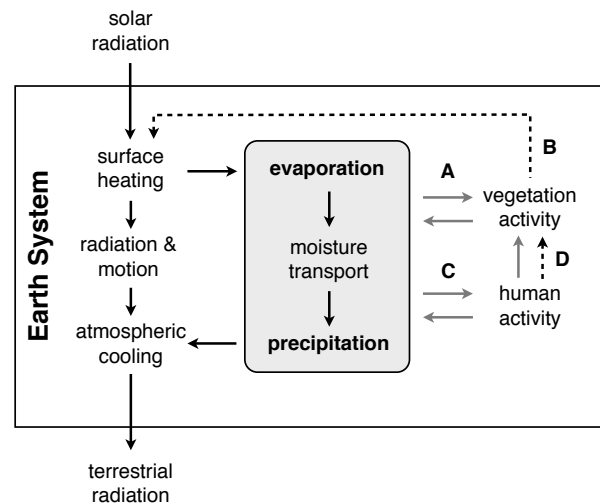 solar
radiation
Earth System
surface
heating
radiation &
motion
atmospheric
cooling
terrestrial
radiation
evaporation
moisture
transport
precipitation
A
B
vegetation
activity
C
D
human
activity